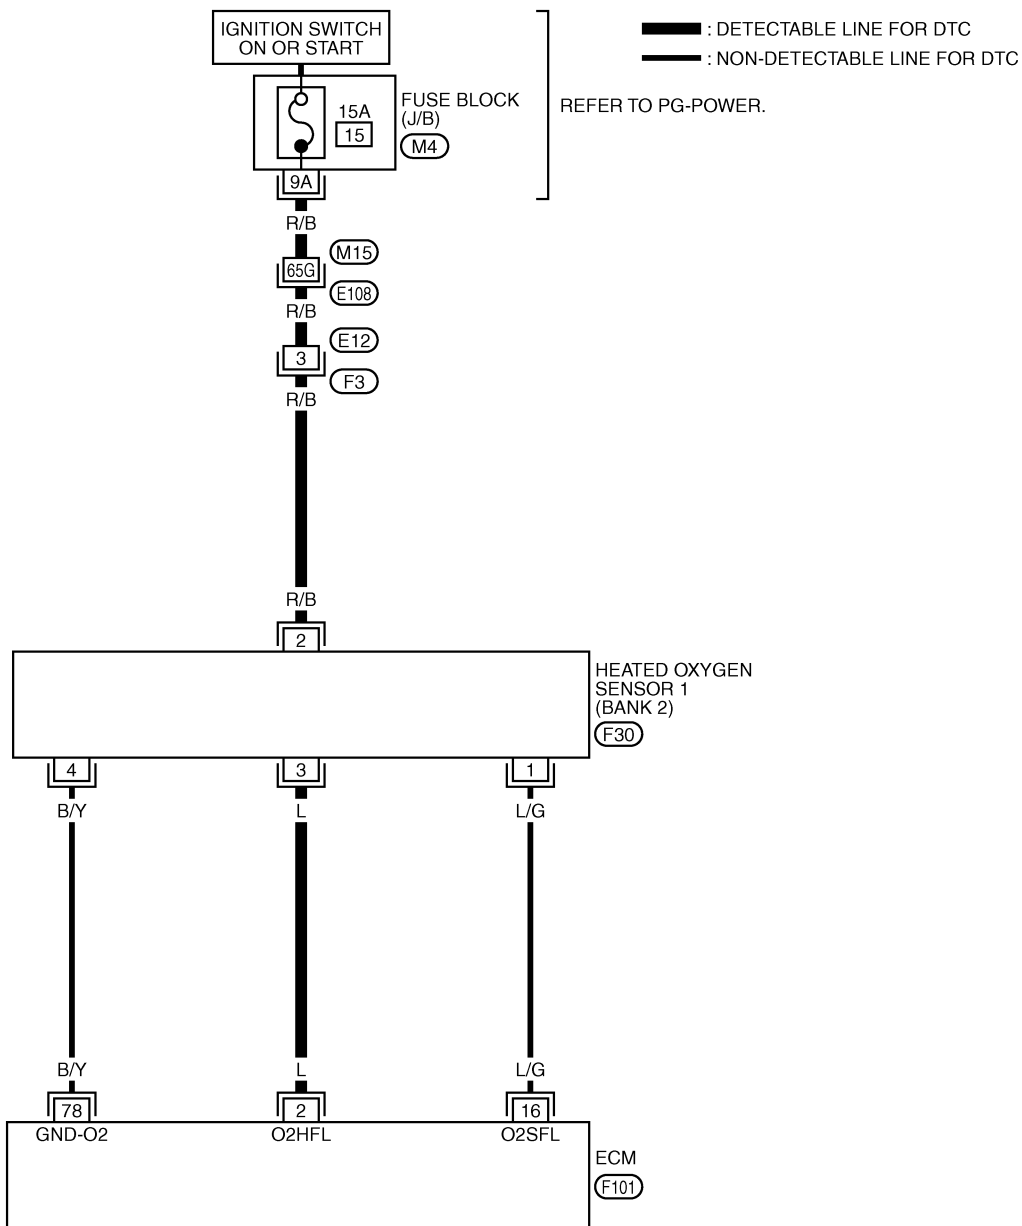 IGNITION SWITCH
ON OR START
: DETECTABLE LINE FOR DTC
: NON-DETECTABLE LINE FOR DTC
15A
15
FUSE BLOCK
(J/B)
M4
REFER TO PG-POWER.
9A
R/B
M15
65G
E108
R/B
E12
3
F3
R/B
R/B
2
HEATED OXYGEN
SENSOR 1
(BANK 2)
F30
4 3 1
B/Y L L/G
B/Y L L/G
78 2 16
GND-O2 O2HFL O2SFL
ECM
F101